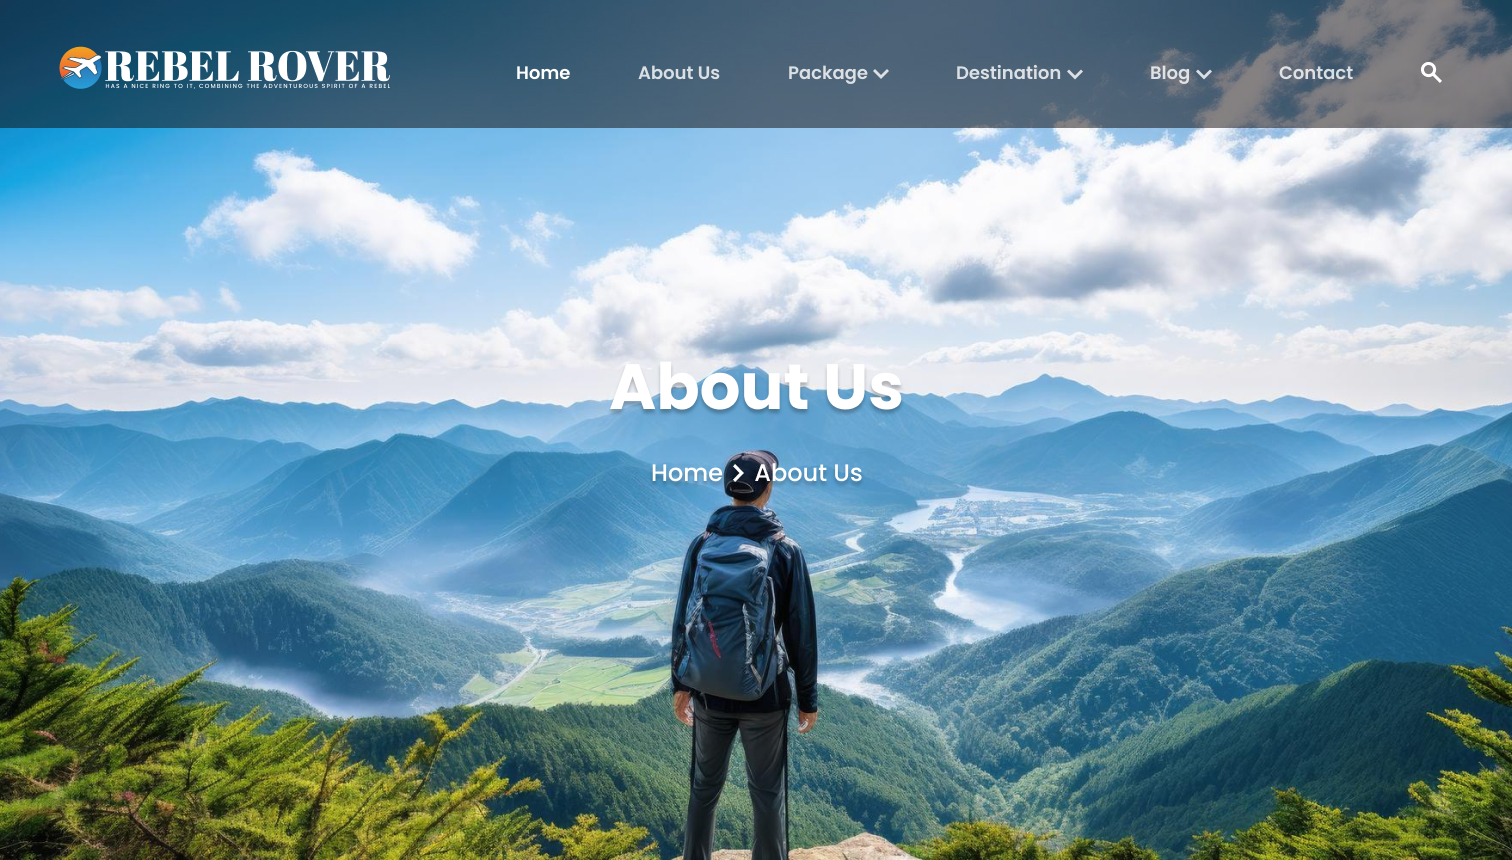 REBEL ROVER
HAS A NICE RING TO IT, COMBINING THE ADVENTUROUS SPIRIT OF A REBEL
Home About Us Package Destination Blog Contact
About Us
Home > About Us